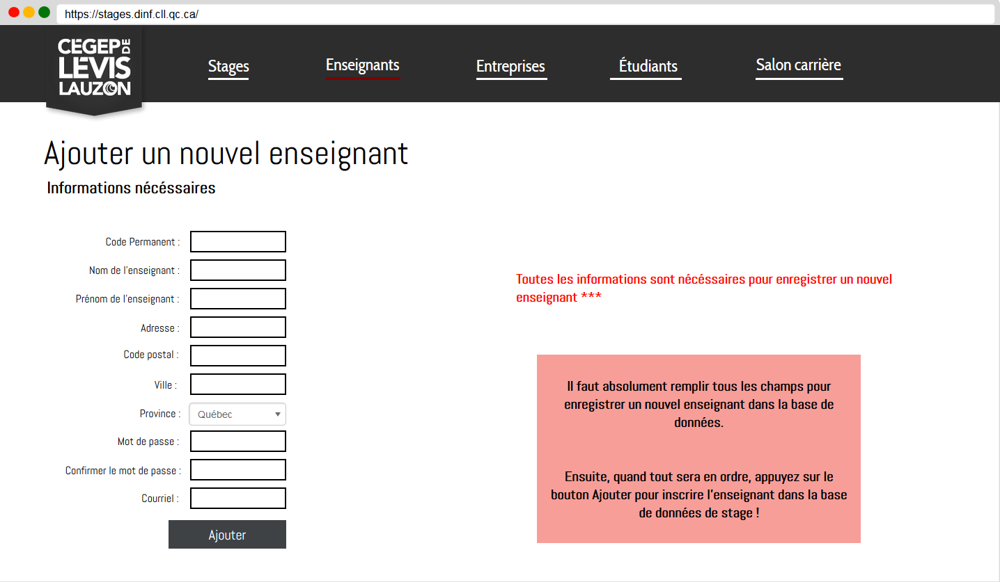 https://stages.dinf.cll.qc.ca/
CÉGEP DE
LÉVIS
LAUZON
Stages
Enseignants
Entreprises
Étudiants
Salon carrière
Ajouter un nouvel enseignant
Informations nécéssaires
Code Permanent :
Nom de l'enseignant :
Prénom de l'enseignant :
Adresse :
Code postal :
Ville :
Province :
Québec
Mot de passe :
Confirmer le mot de passe :
Courriel :
Ajouter
Toutes les informations sont nécéssaires pour enregistrer un nouvel
enseignant ***
Il faut absolument remplir tous les champs pour
enregistrer un nouvel enseignant dans la base de
données.
Ensuite, quand tout sera en ordre, appuyez sur le
bouton Ajouter pour inscrire l'enseignant dans la base
de données de stage !